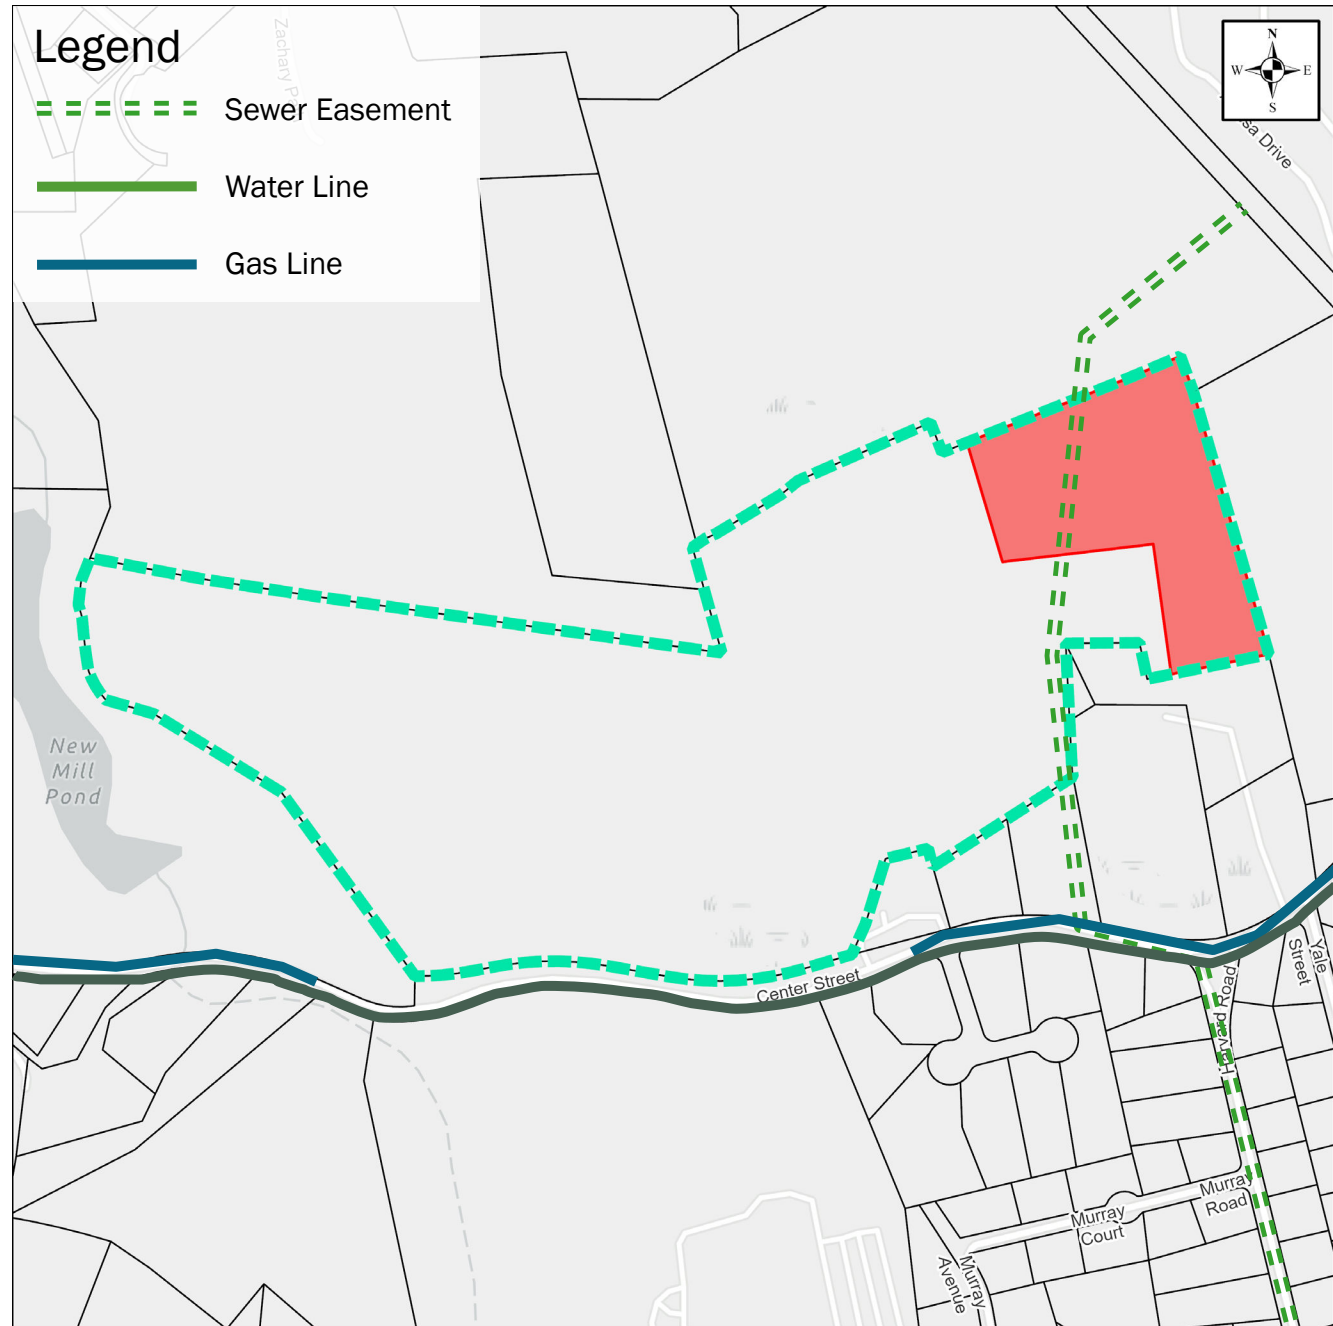 Legend
Sewer Easement
Water Line
Gas Line
N
W
E
S
Drive
New
Mill
Pond
Center Street
Yale
Street
Harvard Road
Murray
Road
Murray
Court
Murray
Avenue